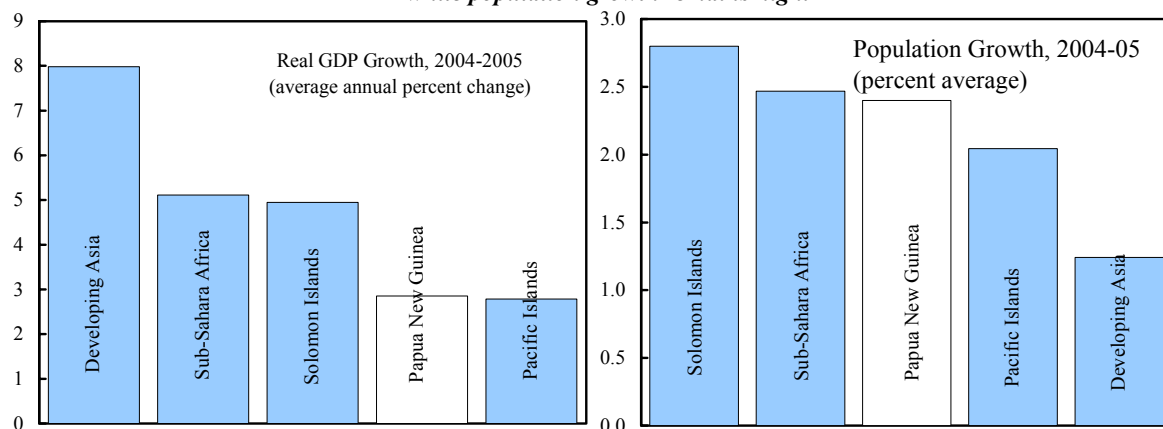 Real GDP Growth, 2004-2005
(average annual percent change)
9
8
7
6
5
4
3
2
1
0
Developing Asia
Sub-Sahara Africa
Solomon Islands
Papua New Guinea
Pacific Islands
Population Growth, 2004-05
(percent average)
3.0
2.5
2.0
1.5
1.0
0.5
0.0
Solomon Islands
Sub-Sahara Africa
Papua New Guinea
Pacific Islands
Developing Asia